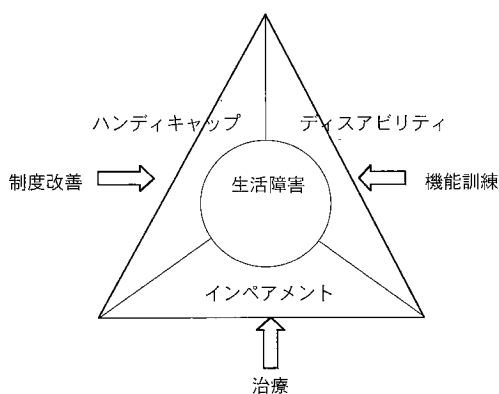 ハンディキャップ
ディスアビリティ
制度改善
生活障害
機能訓練
インペアメント
治療